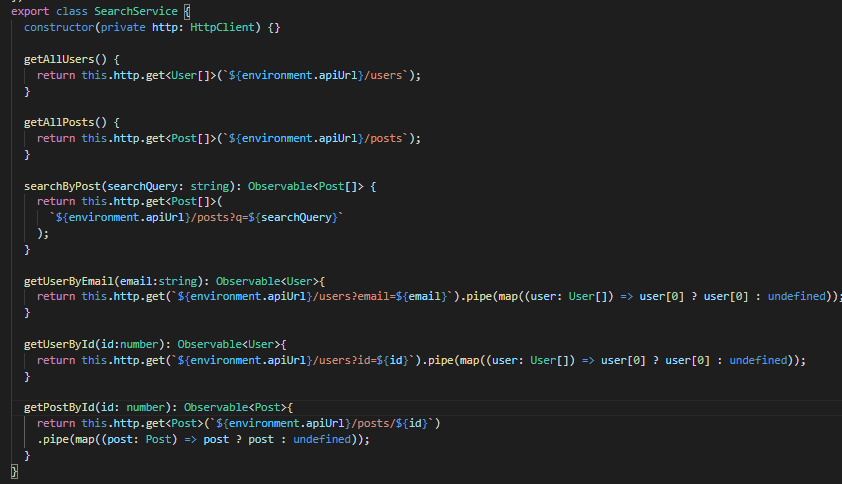 export class SearchService {
constructor(private http: HttpClient) {}
getAllUsers() {
return this.http.get<User[]>(`${environment.apiUrl}/users`);
}
getAllPosts() {
return this.http.get<Post[]>(`${environment.apiUrl}/posts`);
}
searchByPost(searchQuery: string): Observable<Post[]> {
return this.http.get<Post[]>(
`${environment.apiUrl}/posts?q=${searchQuery}`
);
}
getUserByEmail(email:string): Observable<User>{
return this.http.get(`${environment.apiUrl}/users?email=${email}`).pipe(map((user: User[]) => user[0] ? user[0] : undefined));
}
getUserById(id:number): Observable<User>{
return this.http.get(`${environment.apiUrl}/users?id=${id}`).pipe(map((user: User[]) => user[0] ? user[0] : undefined));
}
getPostById(id: number): Observable<Post>{
return this.http.get<Post>(`${environment.apiUrl}/posts/${id}`)
.pipe(map((post: Post) => post ? post : undefined));
}
}